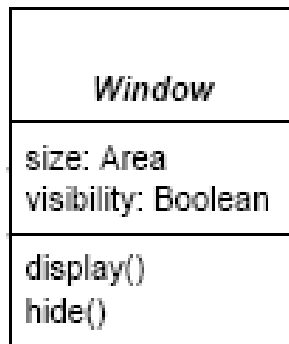 Window
size: Area
visibility: Boolean
display()
hide()